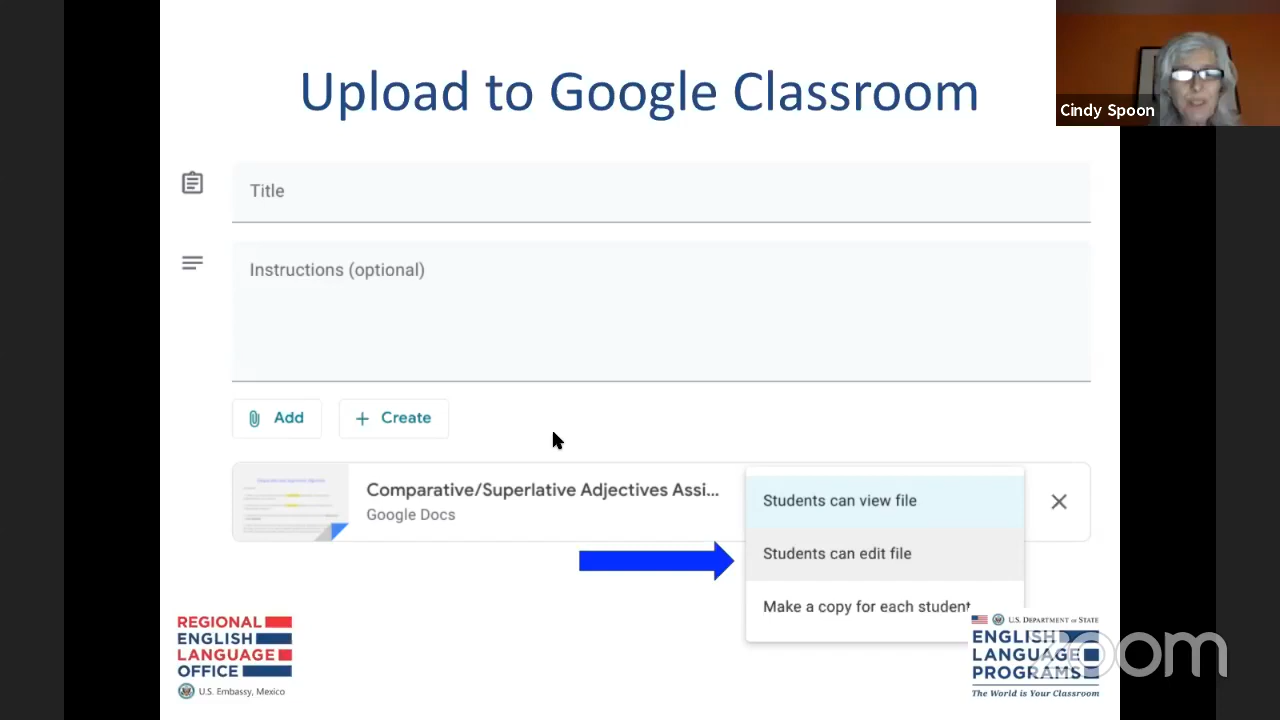 Upload to Google Classroom
Cindy Spoon
Title
Instructions (optional)
Add
Create
Comparative/Superlative Adjectives Assi...
Google Docs
Students can view file
Students can edit file
Make a copy for each student
REGIONAL
ENGLISH
LANGUAGE
OFFICE
U.S. Embassy, Mexico
U.S. DEPARTMENT of STATE
ENGLISH
LANGUAGE
PROGRAMS
The World is Your Classroom
zoom